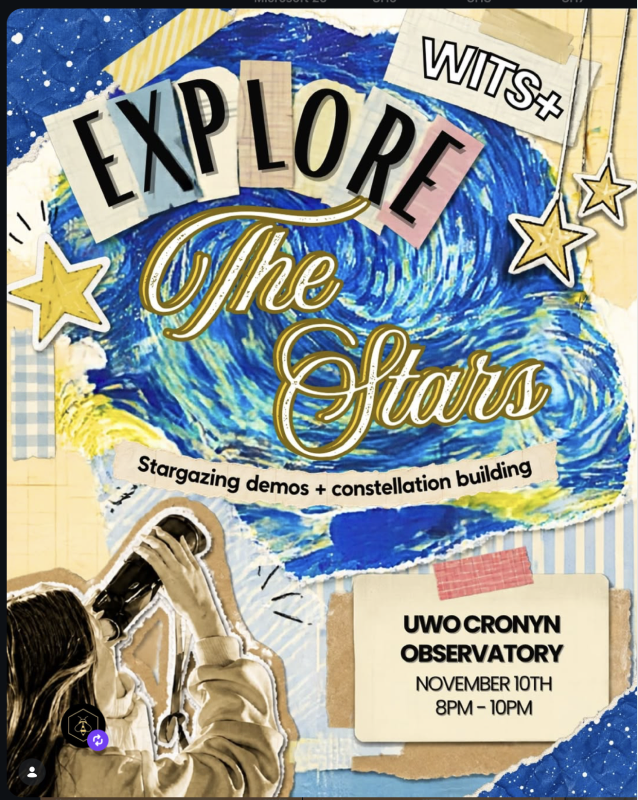 WITS+
EXPLORE
The
Stars
Stargazing demos + constellation building
UWO CRONYN
OBSERVATORY
NOVEMBER 10TH
8PM - 10PM